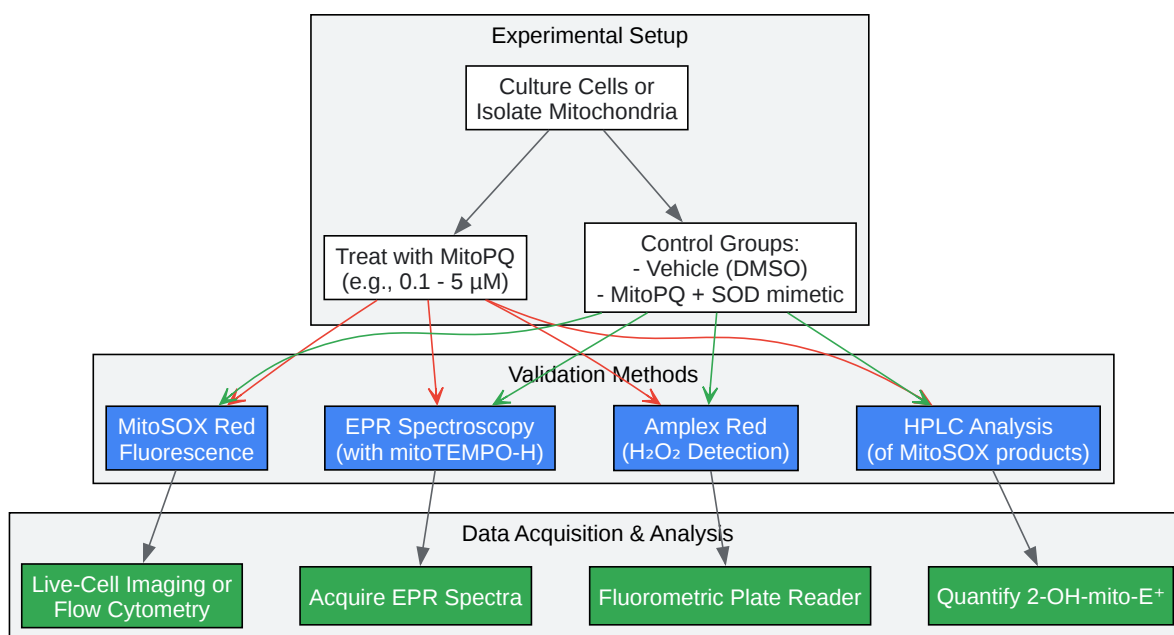 Experimental Setup
Culture Cells or
Isolate Mitochondria
Treat with MitoPQ
(e.g., 0.1 - 5 µM)
Control Groups:
- Vehicle (DMSO)
- MitoPQ + SOD mimetic
Validation Methods
MitoSOX Red
Fluorescence
EPR Spectroscopy
(with mitoTEMPO-H)
Amplex Red
(H₂O₂ Detection)
HPLC Analysis
(of MitoSOX products)
Data Acquisition & Analysis
Live-Cell Imaging or
Flow Cytometry
Acquire EPR Spectra
Fluorometric Plate Reader
Quantify 2-OH-mito-E⁺